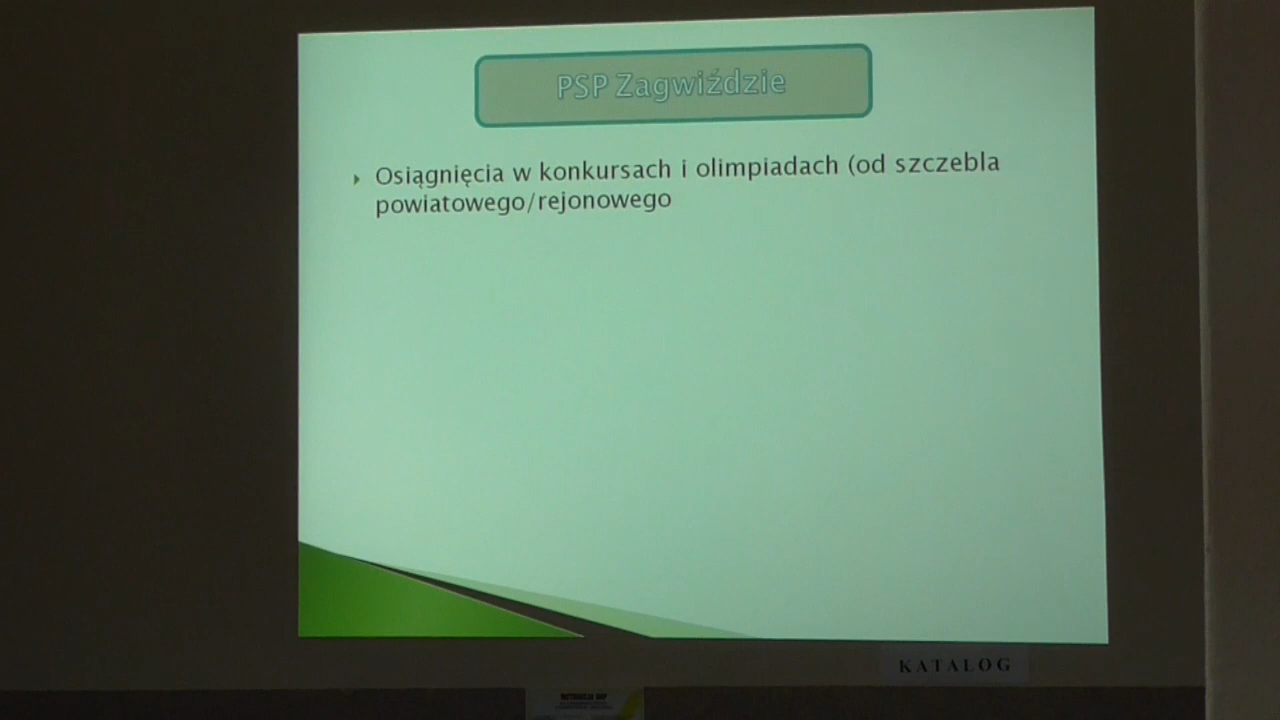 PSP Zagwiździe
Osiągnięcia w konkursach i olimpiadach (od szczebla
powiatowego/rejonowego
KATALOG